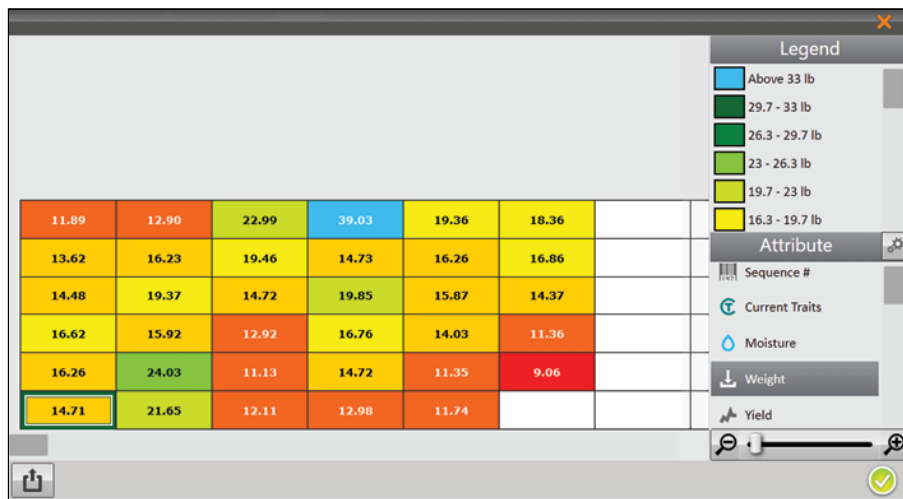 Legend
Above 33 lb
29.7 - 33 lb
26.3 - 29.7 lb
23 - 26.3 lb
19.7 - 23 lb
16.3 - 19.7 lb
11.89 12.90 22.99 39.03 19.36 18.36
13.62 16.23 19.46 14.73 16.26 16.86
14.48 19.37 14.72 19.85 15.87 14.37
16.62 15.92 12.92 16.76 14.03 11.36
16.26 24.03 11.13 14.72 11.35 9.06
14.71 21.65 12.11 12.98 11.74
Attribute
Sequence #
Current Traits
Moisture
Weight
Yield